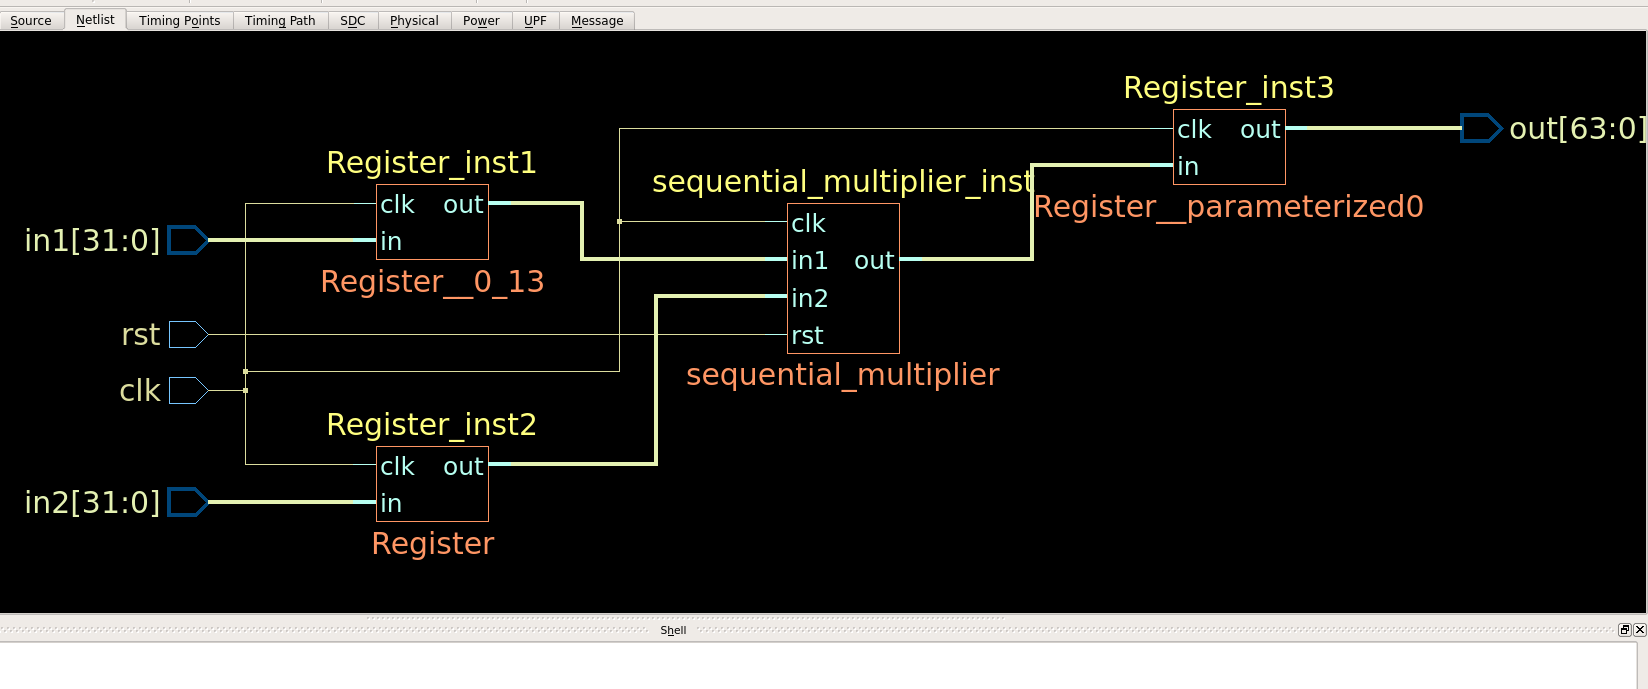 Source Netlist Timing Points Timing Path SDC Physical Power UPF Message
Register_inst3
clk out
in
out[63:0]
Register__parameterized0
Register_inst1
clk out
in
Register__0_13
in1[31:0]
sequential_multiplier_inst
clk
in1 out
in2
rst
sequential_multiplier
rst
clk
Register_inst2
clk out
in
Register
in2[31:0]
Shell